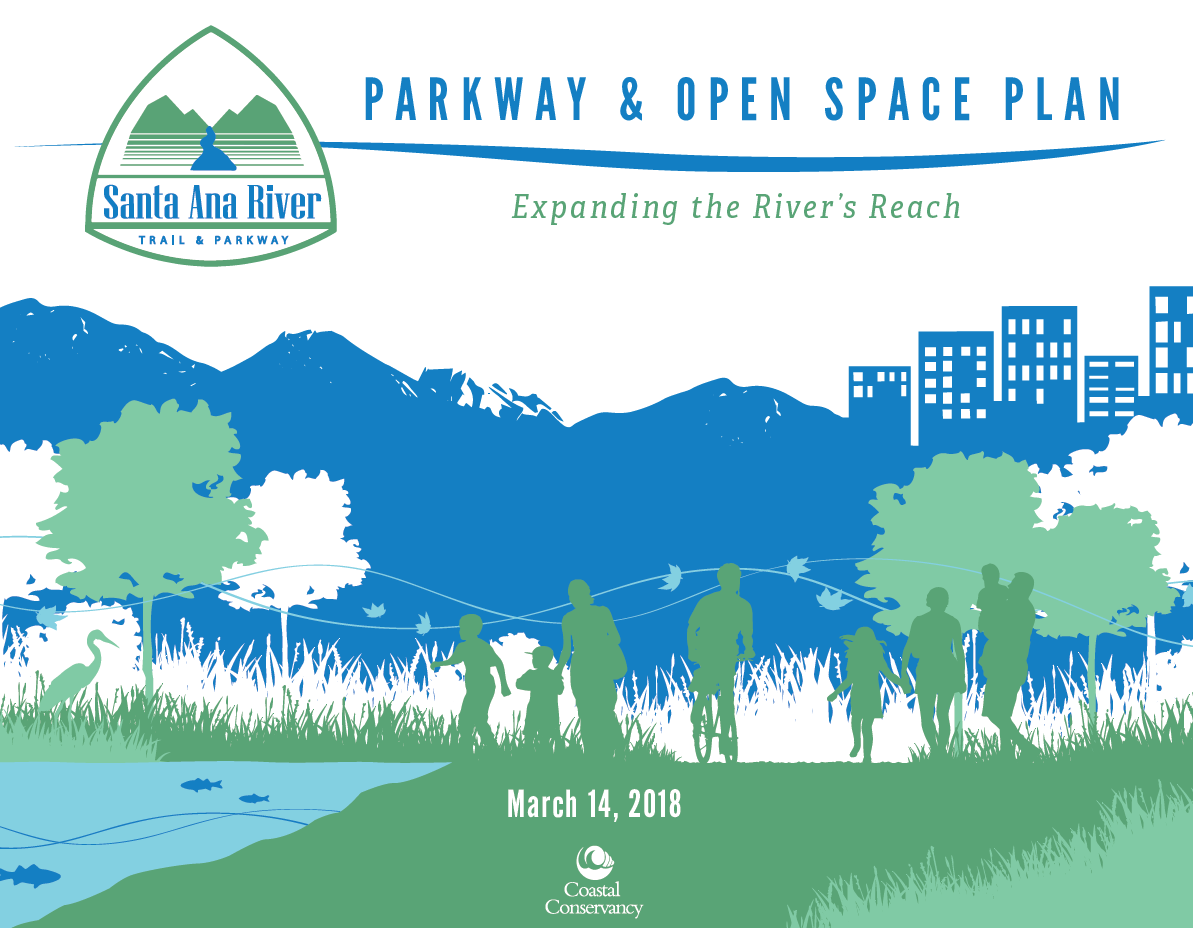 PARKWAY & OPEN SPACE PLAN
Santa Ana River
TRAIL & PARKWAY
Expanding the River's Reach
March 14, 2018
Coastal
Conservancy